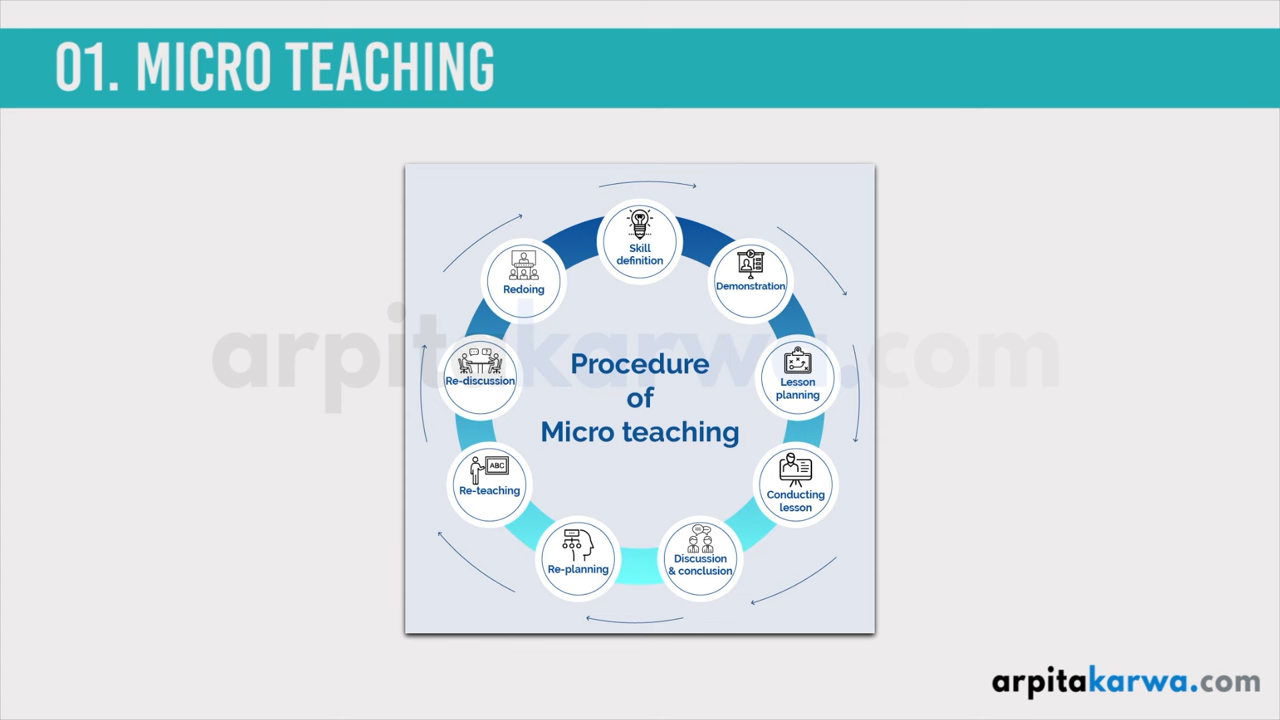 01. MICRO TEACHING
Skill
definition
Demonstration
Lesson
planning
Conducting
lesson
Discussion
& conclusion
Re-planning
Re-teaching
ABC
Re-discussion
Redoing
Procedure
of
Micro teaching
arpitakarwa.com
arpitakarwa.com